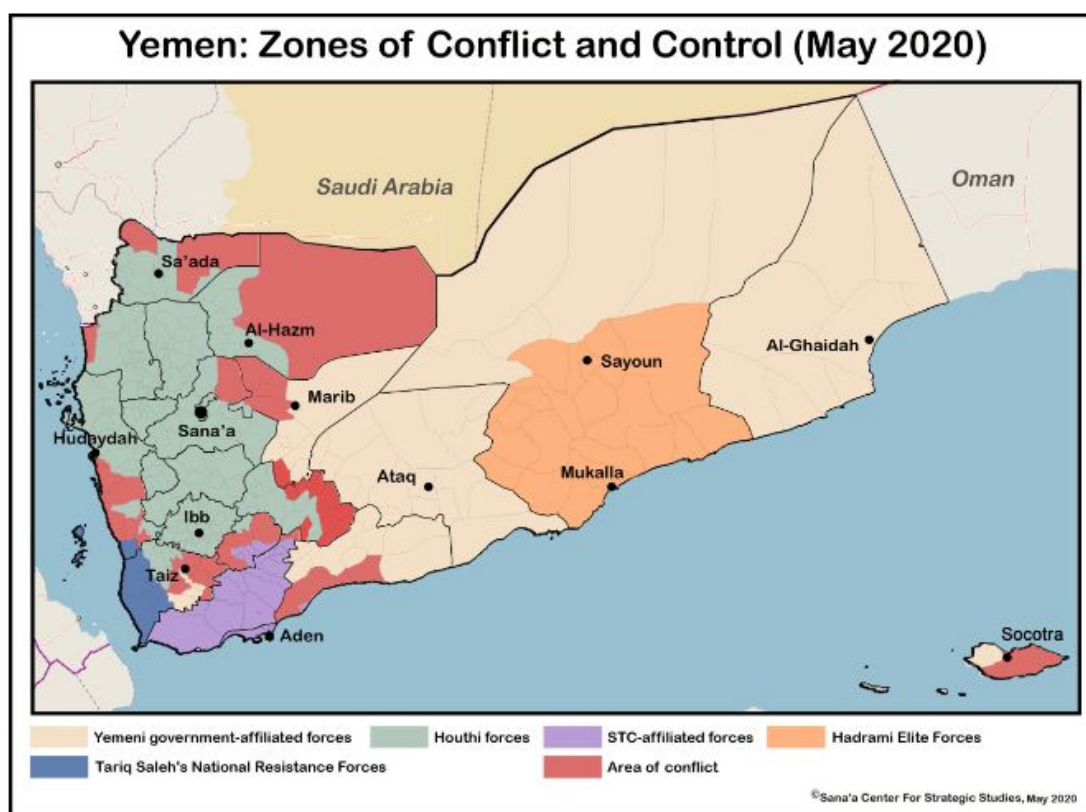 Yemen: Zones of Conflict and Control (May 2020)
Saudi Arabia
Oman
Sa'ada
Al-Hazm
Al-Ghaidah
Sayoun
Marib
Sana'a
Hudaydah
Ataq
Mukalla
Ibb
Taiz
Aden
Socotra
Yemeni government-affiliated forces
Houthi forces
STC-affiliated forces
Hadrami Elite Forces
Tariq Saleh's National Resistance Forces
Area of conflict
©Sana'a Center For Strategic Studies, May 2020